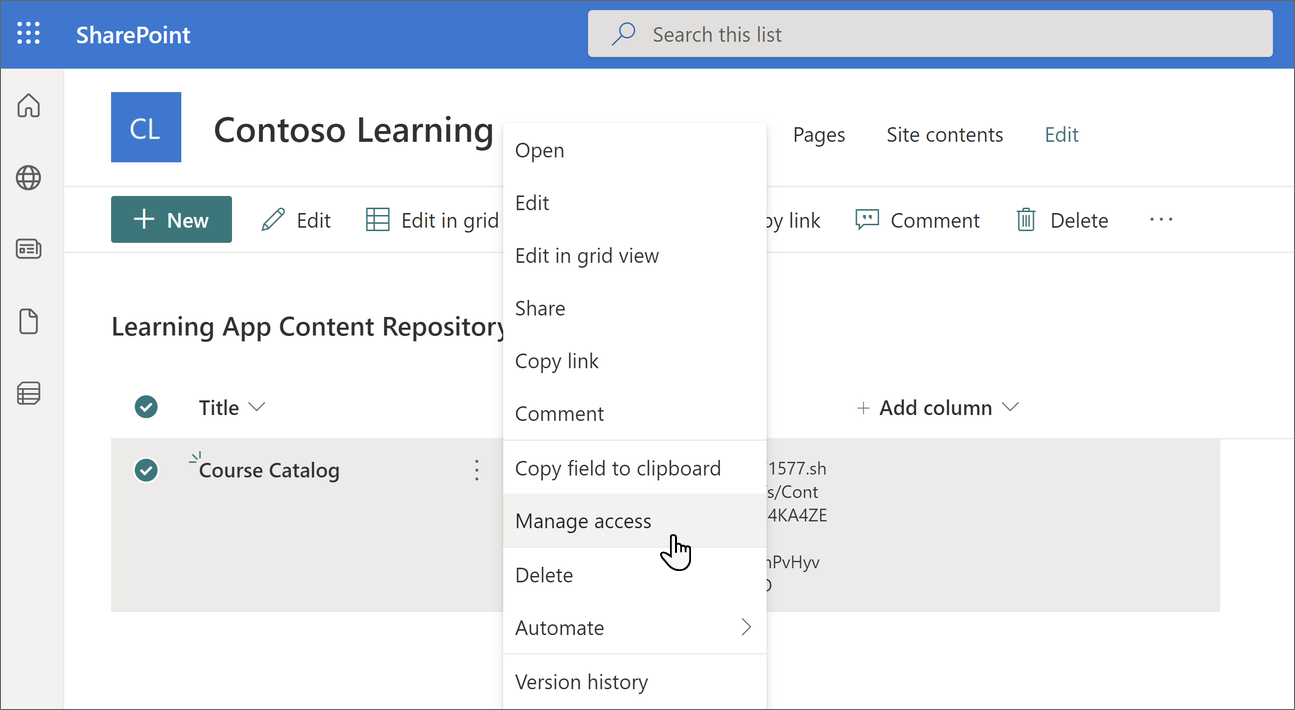 SharePoint
Search this list
CL
Contoso Learning
Pages
Site contents
Edit
New
Edit
Edit in grid
link
Comment
Delete
Learning App Content Repository
Title
Add column
Course Catalog
1577.sh
s/Cont
4KA4ZE
nPvHyv
Open
Edit
Edit in grid view
Share
Copy link
Comment
Copy field to clipboard
Manage access
Delete
Automate
Version history